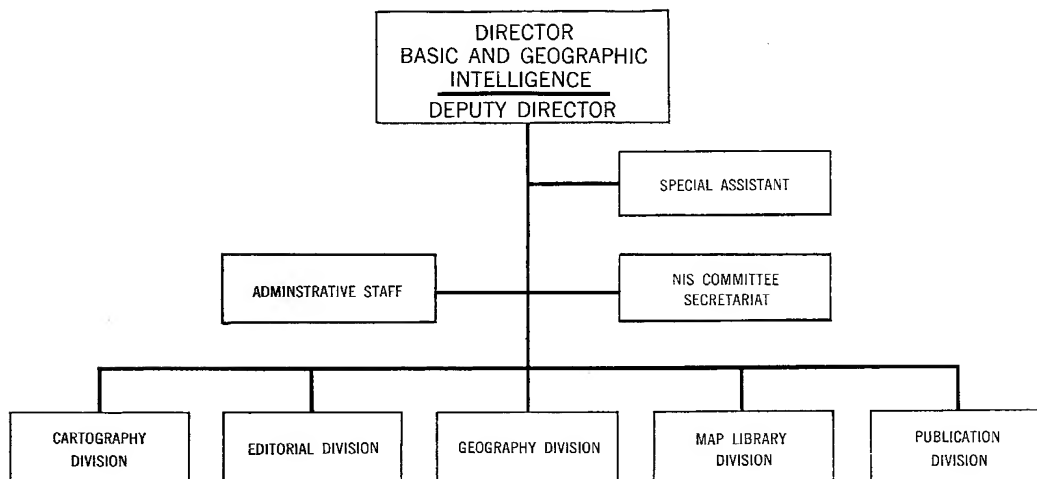 DIRECTOR
BASIC AND GEOGRAPHIC
INTELLIGENCE
DEPUTY DIRECTOR
SPECIAL ASSISTANT
ADMINSTRATIVE STAFF
NIS COMMITTEE
SECRETARIAT
CARTOGRAPHY
DIVISION
EDITORIAL DIVISION
GEOGRAPHY DIVISION
MAP LIBRARY
DIVISION
PUBLICATION
DIVISION